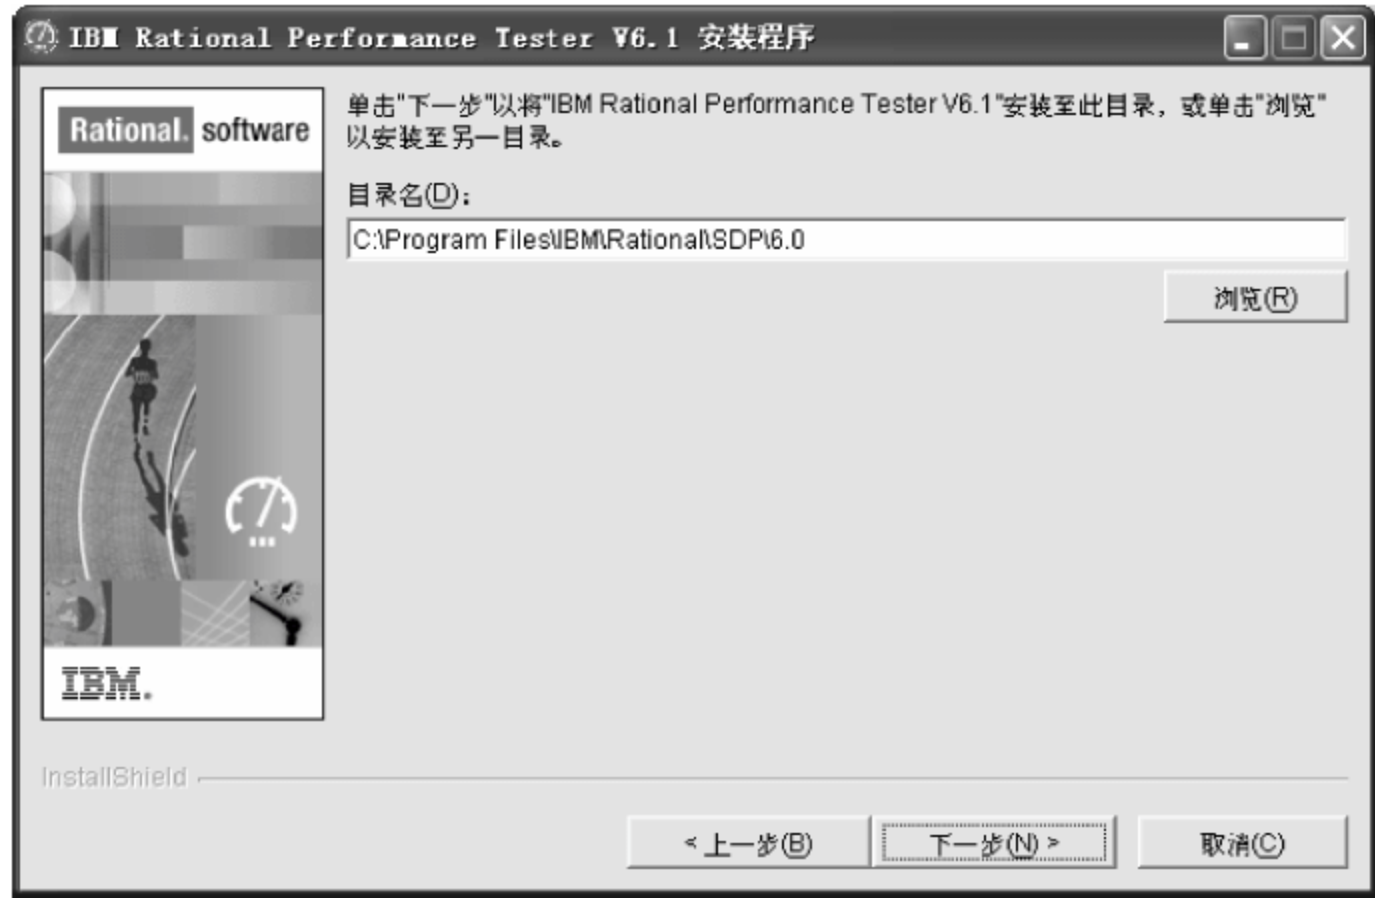 IBM Rational Performance Tester V6.1 安装程序
Rational. software
单击"下一步"以将"IBM Rational Performance Tester V6.1"安装至此目录，或单击"浏览"
以安装至另一目录。
目录名(D)：
C:\Program Files\IBM\Rational\SDP\6.0
浏览(R)
IBM.
InstallShield
< 上一步(B)
下一步(N) >
取消(C)